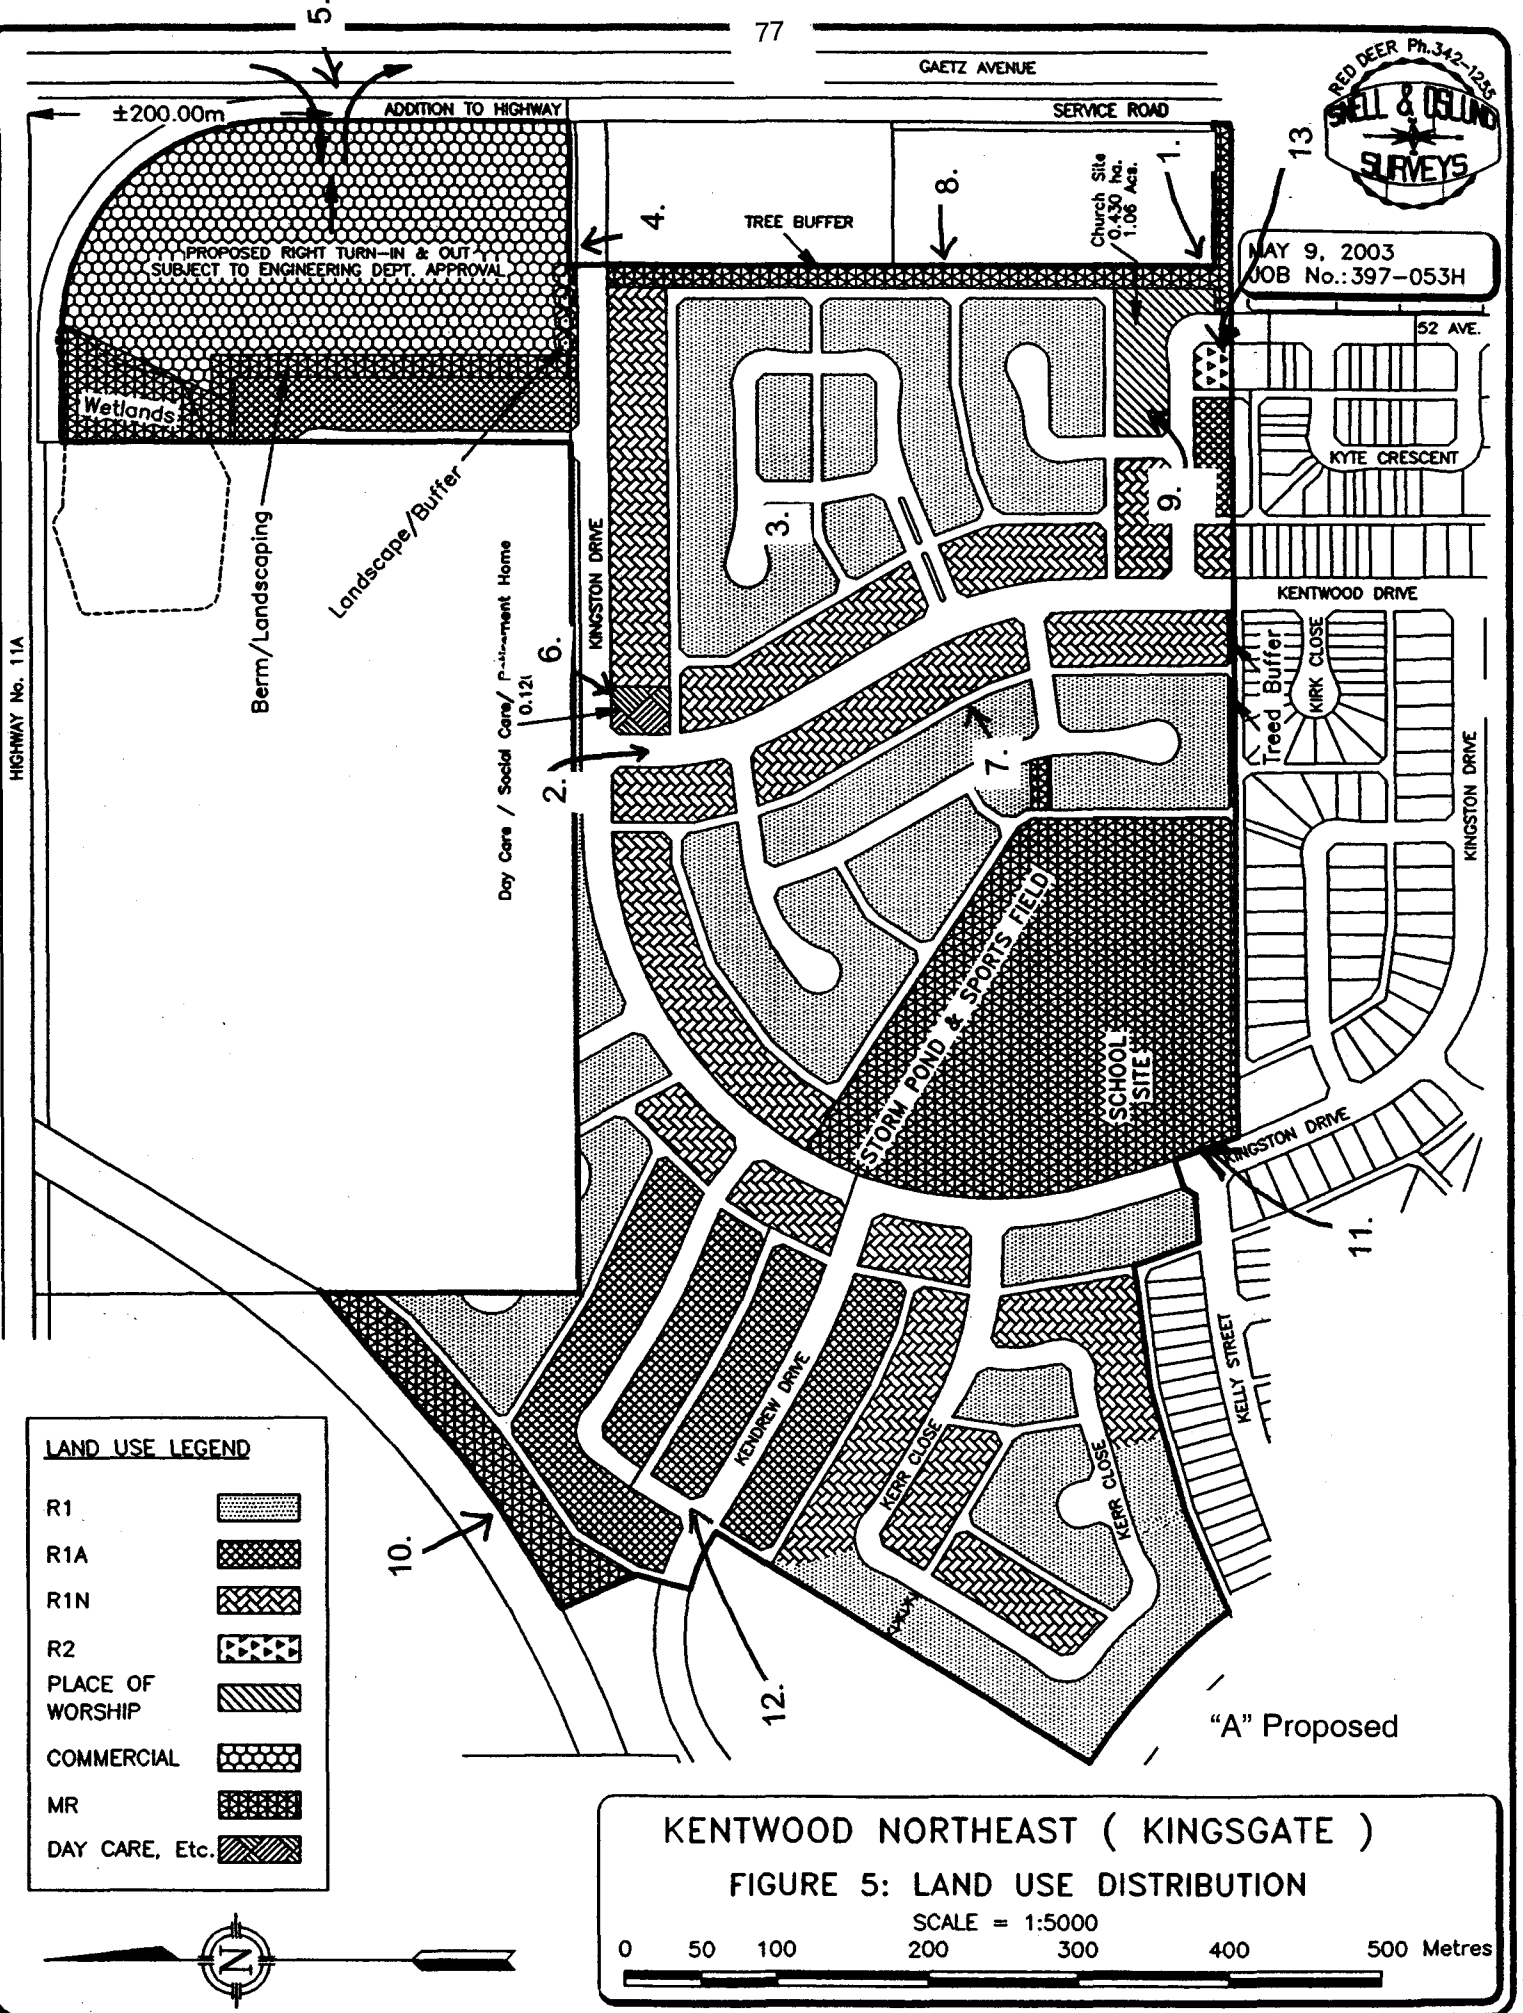 77
5.
GAETZ AVENUE
±200.00m
ADDITION TO HIGHWAY
SERVICE ROAD
RED DEER Ph.342-1255
SNELL & OSLUND
SURVEYS
13
MAY 9, 2003
JOB No.:397-053H
1.
8.
4.
Church Site
0.430 ha.
1.06 Acs.
TREE BUFFER
PROPOSED RIGHT TURN-IN & OUT
SUBJECT TO ENGINEERING DEPT. APPROVAL
52 AVE.
Wetlands
KYTE CRESCENT
9.
3.
Berm/Landscaping
Landscape/Buffer
KINGSTON DRIVE
KENTWOOD DRIVE
HIGHWAY No. 11A
Day Care / Social Care/
Home
6.
2.
7.
Treed Buffer
KIRK CLOSE
KINGSTON DRIVE
STORM POND & SPORTS FIELD
SCHOOL
SITE
KINGSTON DRIVE
11.
KELLY STREET
KENDREW DRIVE
KERR CLOSE
KERR CLOSE
10.
12.
LAND USE LEGEND
R1
R1A
R1N
R2
PLACE OF
WORSHIP
COMMERCIAL
MR
DAY CARE, Etc.
N
"A" Proposed
KENTWOOD NORTHEAST ( KINGSGATE )
FIGURE 5: LAND USE DISTRIBUTION
SCALE = 1:5000
0 50 100 200 300 400 500 Metres